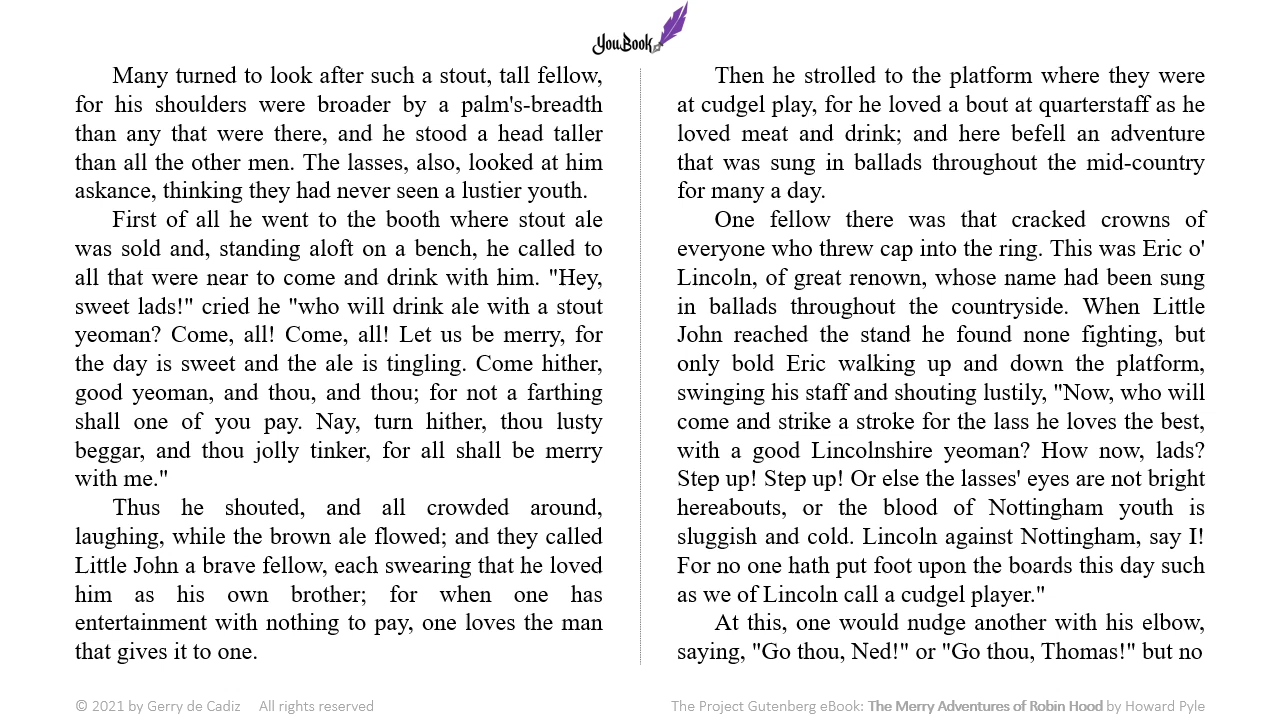 YouBook
Many turned to look after such a stout, tall fellow,
for his shoulders were broader by a palm's-breadth
than any that were there, and he stood a head taller
than all the other men. The lasses, also, looked at him
askance, thinking they had never seen a lustier youth.
First of all he went to the booth where stout ale
was sold and, standing aloft on a bench, he called to
all that were near to come and drink with him. "Hey,
sweet lads!" cried he "who will drink ale with a stout
yeoman? Come, all! Come, all! Let us be merry, for
the day is sweet and the ale is tingling. Come hither,
good yeoman, and thou, and thou; for not a farthing
shall one of you pay. Nay, turn hither, thou lusty
beggar, and thou jolly tinker, for all shall be merry
with me."
Thus he shouted, and all crowded around,
laughing, while the brown ale flowed; and they called
Little John a brave fellow, each swearing that he loved
him as his own brother; for when one has
entertainment with nothing to pay, one loves the man
that gives it to one.
Then he strolled to the platform where they were
at cudgel play, for he loved a bout at quarterstaff as he
loved meat and drink; and here befell an adventure
that was sung in ballads throughout the mid-country
for many a day.
One fellow there was that cracked crowns of
everyone who threw cap into the ring. This was Eric o'
Lincoln, of great renown, whose name had been sung
in ballads throughout the countryside. When Little
John reached the stand he found none fighting, but
only bold Eric walking up and down the platform,
swinging his staff and shouting lustily, "Now, who will
come and strike a stroke for the lass he loves the best,
with a good Lincolnshire yeoman? How now, lads?
Step up! Step up! Or else the lasses' eyes are not bright
hereabouts, or the blood of Nottingham youth is
sluggish and cold. Lincoln against Nottingham, say I!
For no one hath put foot upon the boards this day such
as we of Lincoln call a cudgel player."
At this, one would nudge another with his elbow,
saying, "Go thou, Ned!" or "Go thou, Thomas!" but no
© 2021 by Gerry de Cadiz All rights reserved
The Project Gutenberg eBook: The Merry Adventures of Robin Hood by Howard Pyle